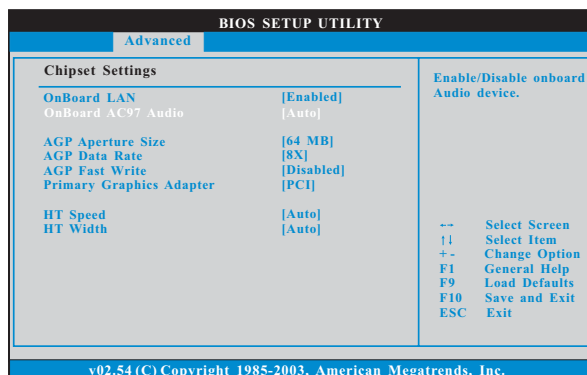 BIOS SETUP UTILITY
Advanced
Chipset Settings
OnBoard LAN [Enabled]
OnBoard AC97 Audio [Auto]
AGP Aperture Size [64 MB]
AGP Data Rate [8X]
AGP Fast Write [Disabled]
Primary Graphics Adapter [PCI]
HT Speed [Auto]
HT Width [Auto]
Enable/Disable onboard
Audio device.
←→ Select Screen
↑↓ Select Item
+- Change Option
F1 General Help
F9 Load Defaults
F10 Save and Exit
ESC Exit
v02.54 (C) Copyright 1985-2003, American Megatrends, Inc.